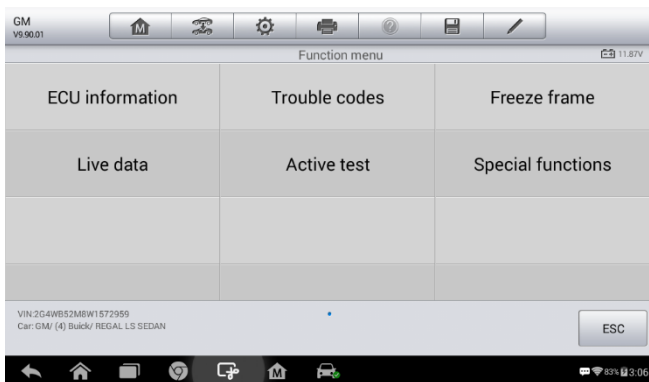 GM
V9.90.01
M
Function menu
11.87V
ECU information
Trouble codes
Freeze frame
Live data
Active test
Special functions
VIN:2G4WB52M8W1572959
Car: GM/ (4) Buick/ REGAL LS SEDAN
ESC
M
83% 3:06